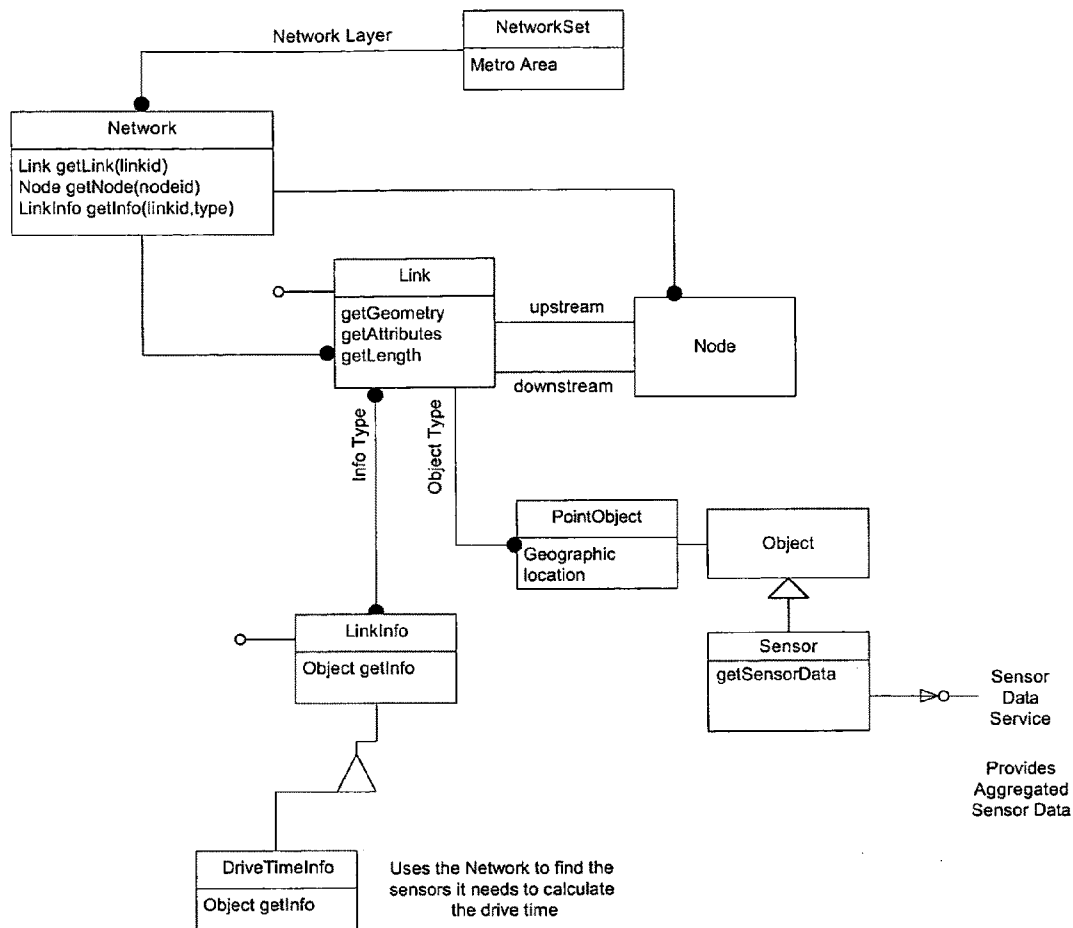 Network Layer
NetworkSet
Metro Area
Network
Link getLink(linkid)
Node getNode(nodeid)
LinkInfo getInfo(linkid,type)
Link
getGeometry
getAttributes
getLength
upstream
downstream
Node
Info Type
Object Type
PointObject
Geographic
location
Object
LinkInfo
Object getInfo
Sensor
getSensorData
Sensor
Data
Service
Provides
Aggregated
Sensor Data
DriveTimeInfo
Object getInfo
Uses the Network to find the
sensors it needs to calculate
the drive time